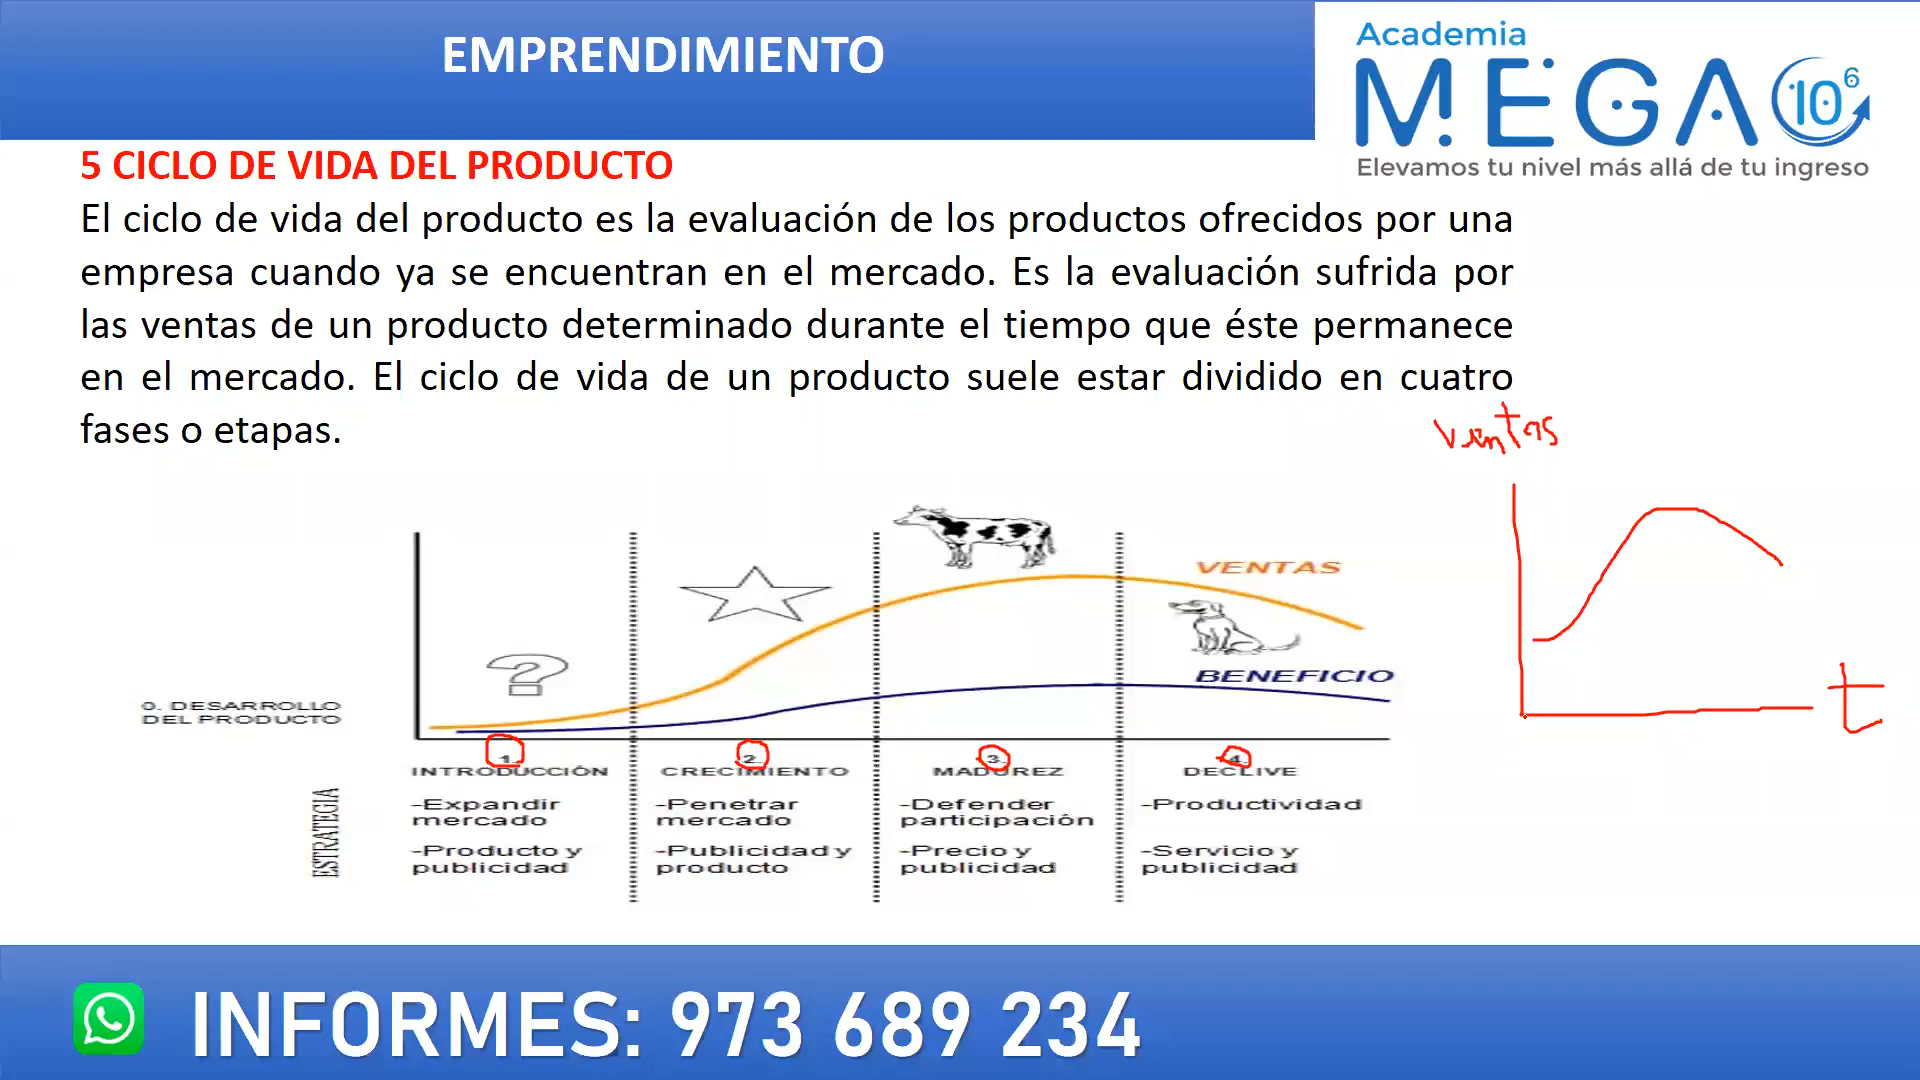 EMPRENDIMIENTO
Academia
MEGA 10⁶
Elevamos tu nivel más allá de tu ingreso
5 CICLO DE VIDA DEL PRODUCTO
El ciclo de vida del producto es la evaluación de los productos ofrecidos por una
empresa cuando ya se encuentran en el mercado. Es la evaluación sufrida por
las ventas de un producto determinado durante el tiempo que éste permanece
en el mercado. El ciclo de vida de un producto suele estar dividido en cuatro
fases o etapas.
ventas
t
VENTAS
?
BENEFICIO
0. DESARROLLO
DEL PRODUCTO
1.
INTRODUCCIÓN
2.
CRECIMIENTO
3.
MADUREZ
4.
DECLIVE
ESTRATEGIA
-Expandir
mercado
-Producto y
publicidad
-Penetrar
mercado
-Publicidad y
producto
-Defender
participación
-Precio y
publicidad
-Productividad
-Servicio y
publicidad
INFORMES: 973 689 234